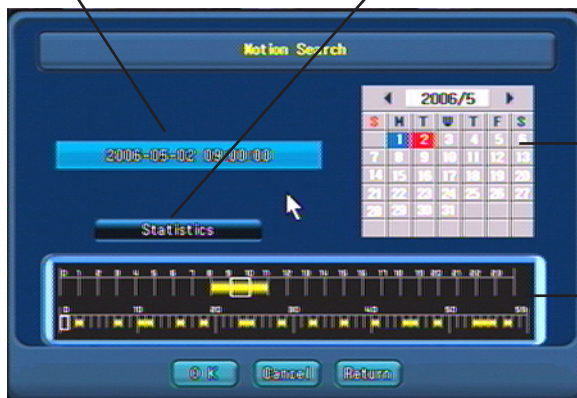 Motion Search
2006/5
S M T W T F S
1 2 3 4 5 6
7 8 9 10 11 12 13
14 15 16 17 18 19 20
21 22 23 24 25 26 27
28 29 30 31
2006-05-02 09:00:00
Statistics
0 1 2 3 4 5 6 7 8 9 10 11 12 13 14 15 16 17 18 19 20 21 22 23
0 10 20 30 40 50 59
OK Cancel Return